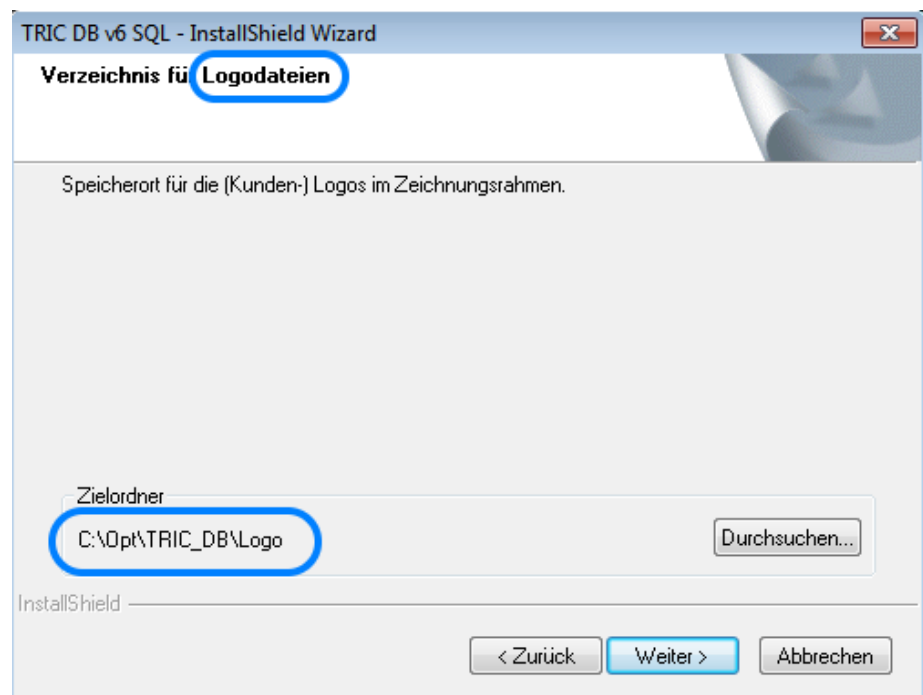 TRIC DB v6 SQL - InstallShield Wizard
Verzeichnis fü Logodateien
Speicherort für die (Kunden-) Logos im Zeichnungsrahmen.
Zielordner
C:\Opt\TRIC_DB\Logo
Durchsuchen...
InstallShield
< Zurück Weiter > Abbrechen